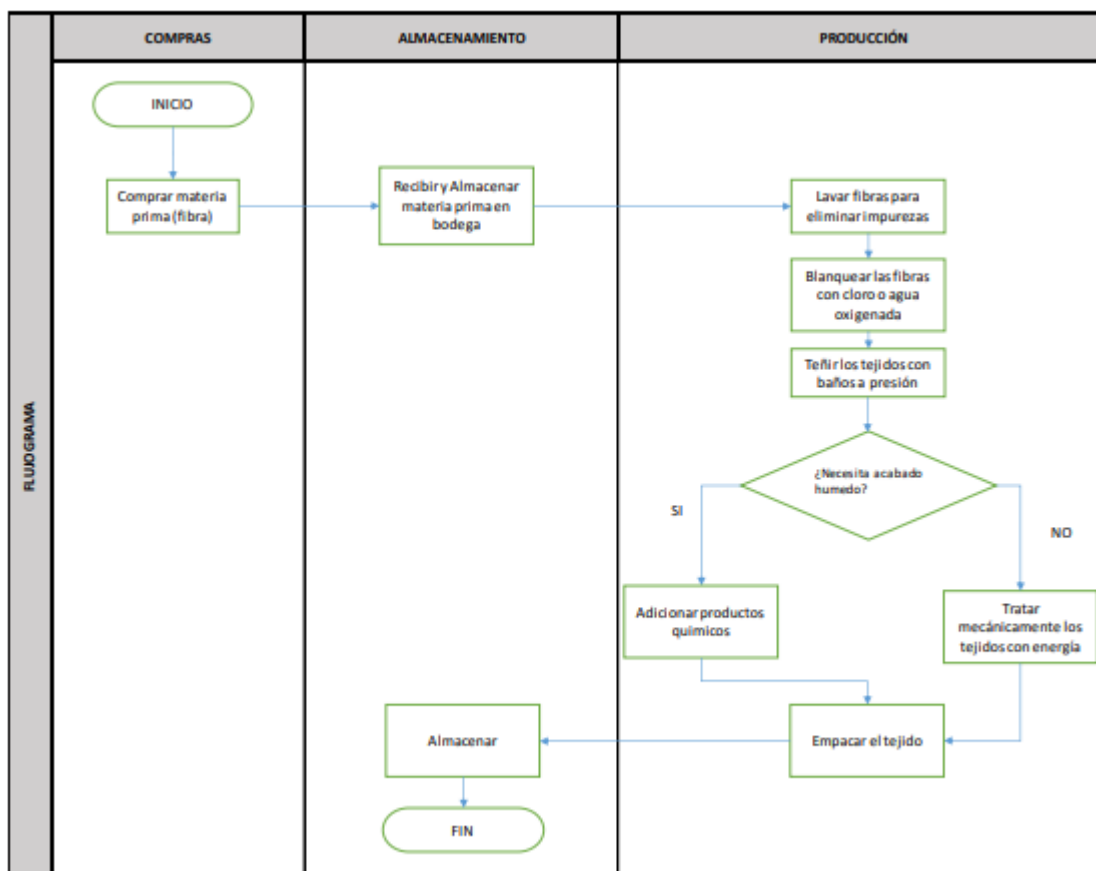 COMPRAS
ALMACENAMIENTO
PRODUCCIÓN
FLUJOGRAMA
INICIO
Comprar materia
prima (fibra)
Recibir y Almacenar
materia prima en
bodega
Lavar fibras para
eliminar impurezas
Blanquear las fibras
con cloro o agua
oxigenada
Teñir los tejidos con
baños a presión
¿Necesita acabado
humedo?
SI
NO
Adicionar productos
quimicos
Tratar
mecánicamente los
tejidos con energía
Almacenar
Empacar el tejido
FIN